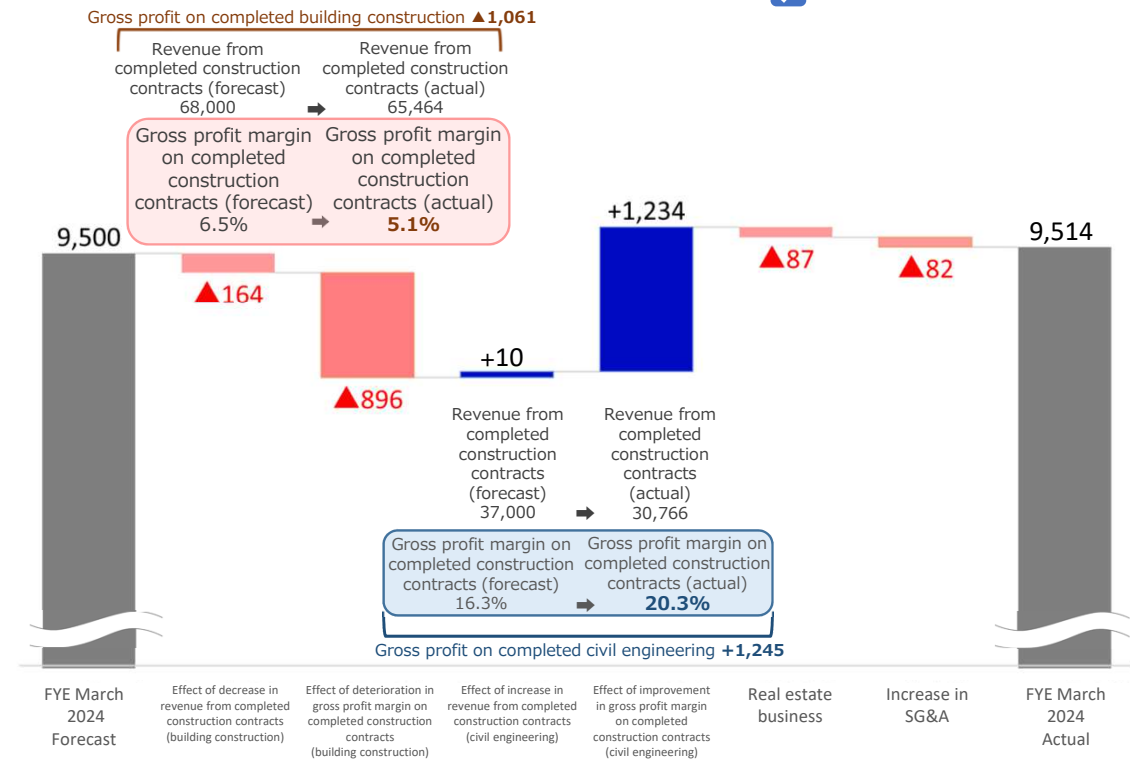 Gross profit on completed building construction ▲1,061
Revenue from
completed construction
contracts (forecast)
68,000
➡
Revenue from
completed construction
contracts (actual)
65,464
Gross profit margin
on completed
construction
contracts (forecast)
6.5%
➡
Gross profit margin
on completed
construction
contracts (actual)
5.1%
9,500
▲164
▲896
+10
+1,234
▲87
▲82
9,514
Revenue from
completed
construction
contracts
(forecast)
37,000
➡
Revenue from
completed
construction
contracts
(actual)
30,766
Gross profit margin on
completed construction
contracts (forecast)
16.3%
➡
Gross profit margin on
completed construction
contracts (actual)
20.3%
Gross profit on completed civil engineering +1,245
FYE March
2024
Forecast
Effect of decrease in
revenue from completed
construction contracts
(building construction)
Effect of deterioration in
gross profit margin on
completed construction
contracts
(building construction)
Effect of increase in
revenue from completed
construction contracts
(civil engineering)
Effect of improvement
in gross profit margin
on completed
construction contracts
(civil engineering)
Real estate
business
Increase in
SG&A
FYE March
2024
Actual